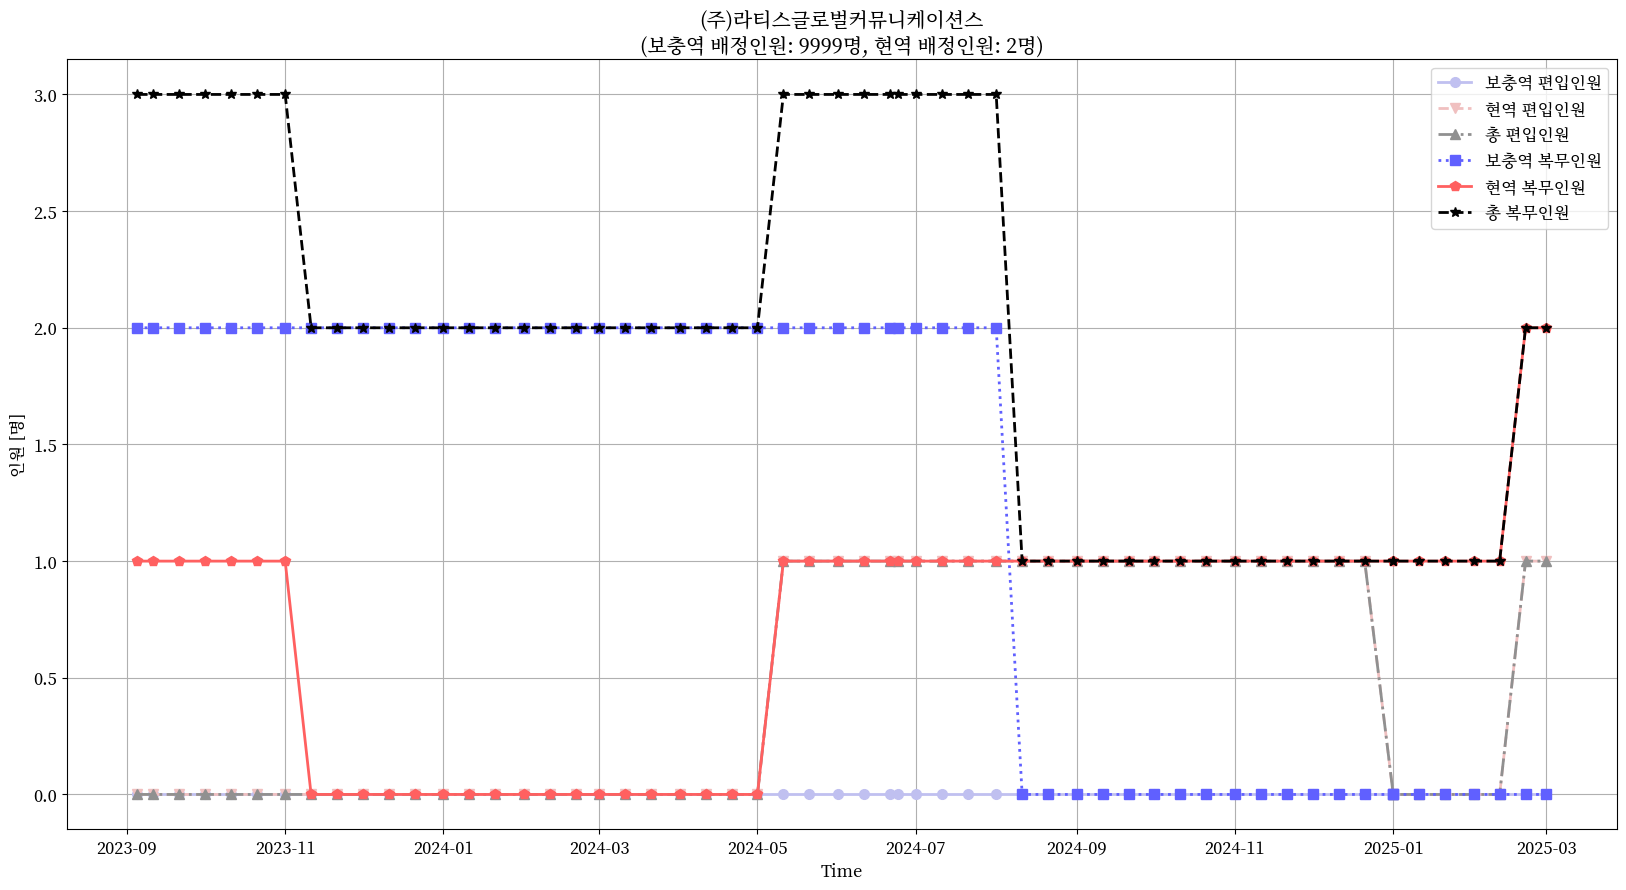 (주)라티스글로벌커뮤니케이션스
(보충역 배정인원: 9999명, 현역 배정인원: 2명)
보충역 편입인원
현역 편입인원
총 편입인원
보충역 복무인원
현역 복무인원
총 복무인원
인원 [명]
3.0
2.5
2.0
1.5
1.0
0.5
0.0
2023-09 2023-11 2024-01 2024-03 2024-05 2024-07 2024-09 2024-11 2025-01 2025-03
Time